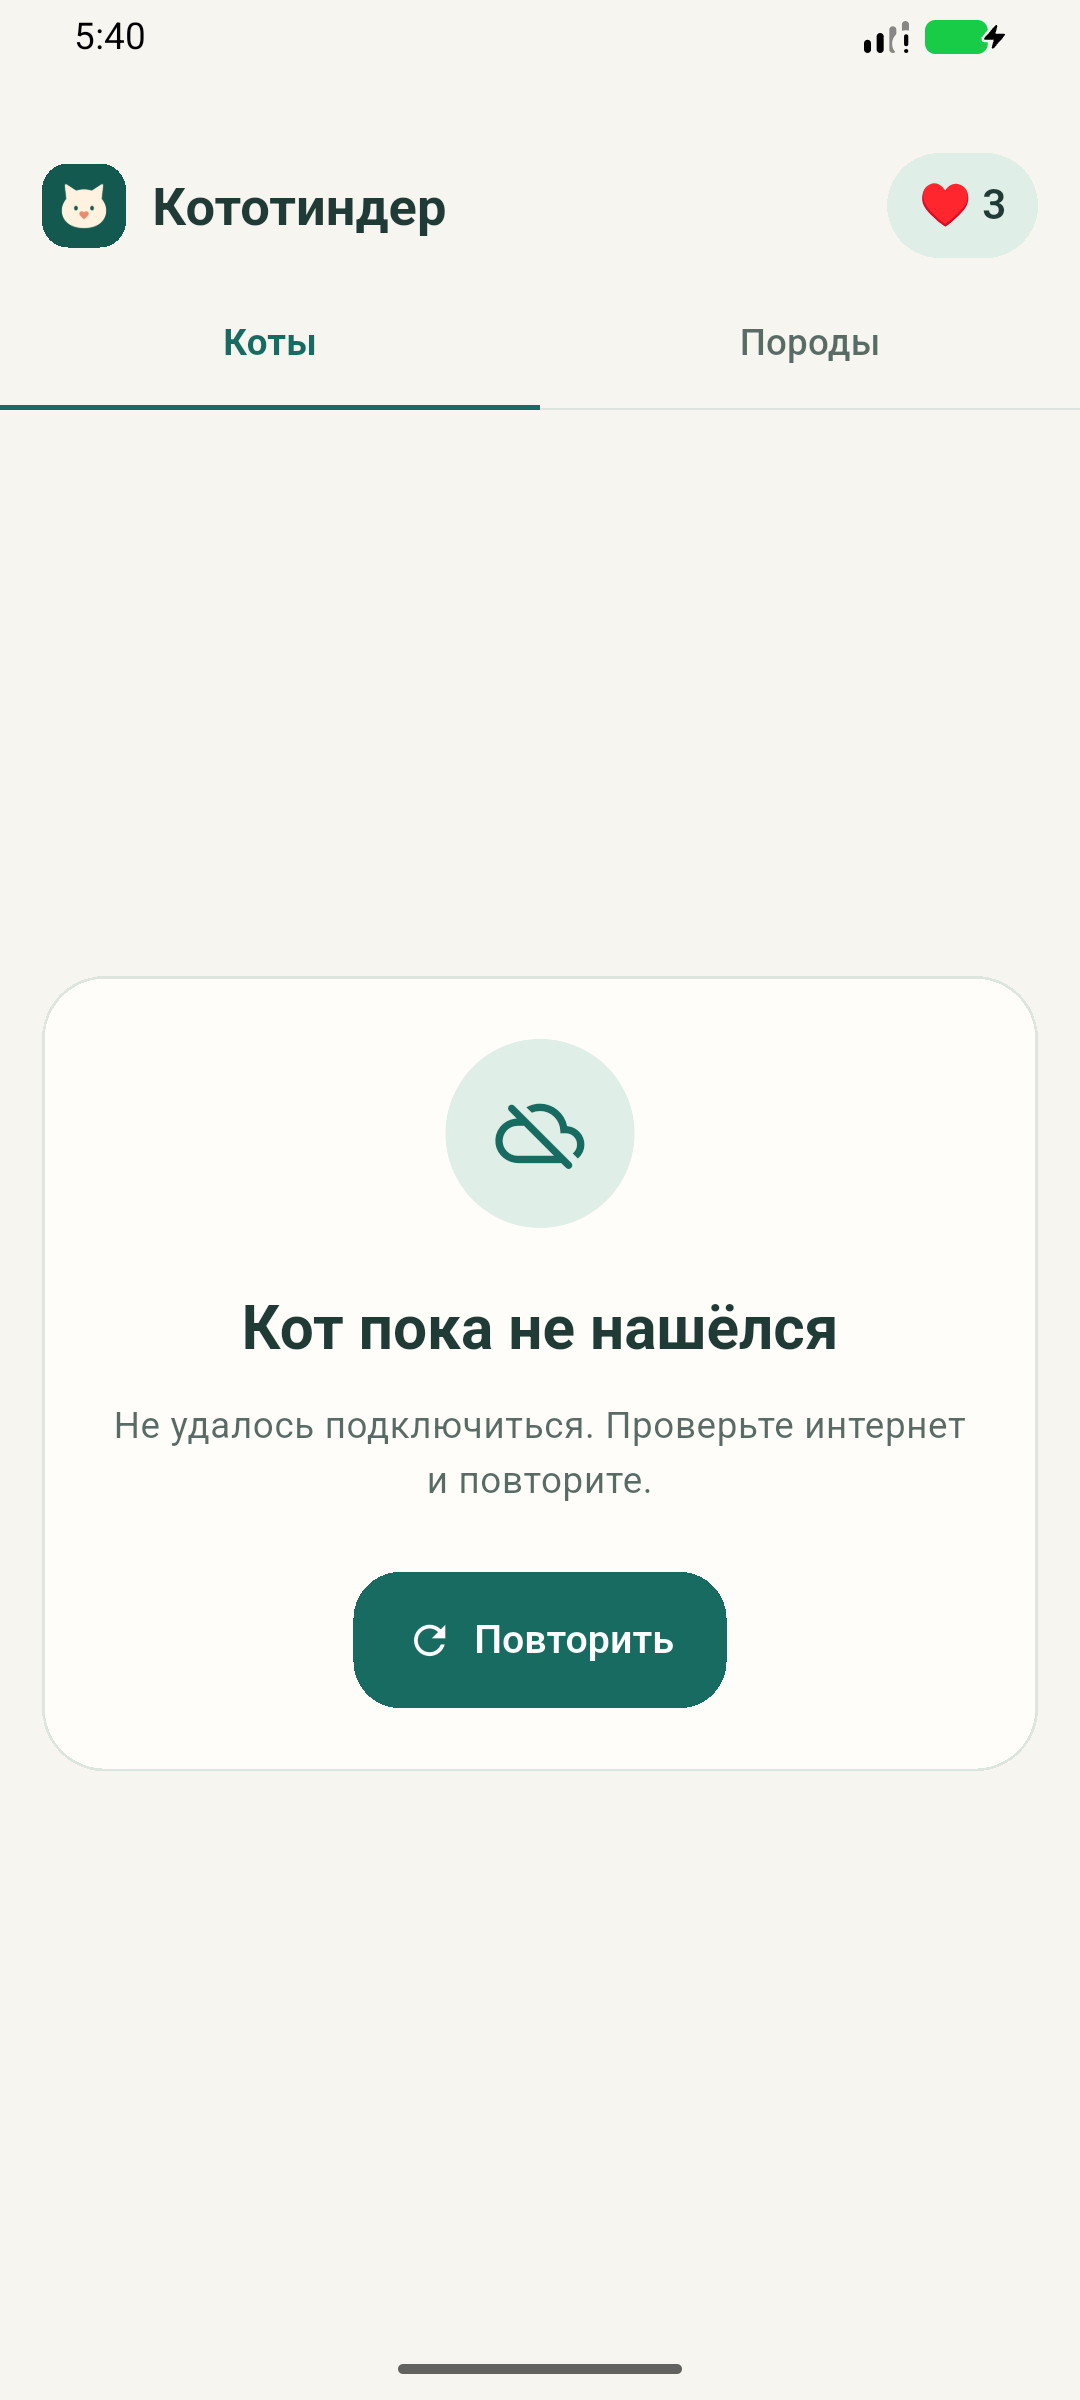 5:40
Кототиндер
3
Коты
Породы
Кот пока не нашёлся
Не удалось подключиться. Проверьте интернет
и повторите.
Повторить